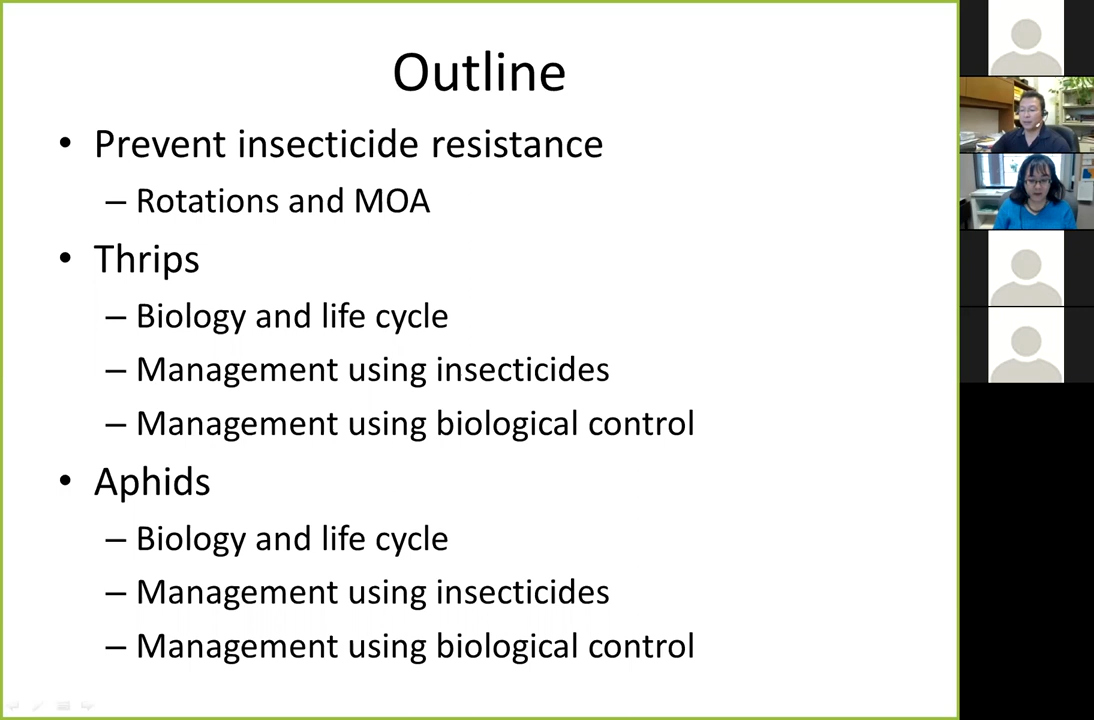 Outline
• Prevent insecticide resistance
– Rotations and MOA
• Thrips
– Biology and life cycle
– Management using insecticides
– Management using biological control
• Aphids
– Biology and life cycle
– Management using insecticides
– Management using biological control